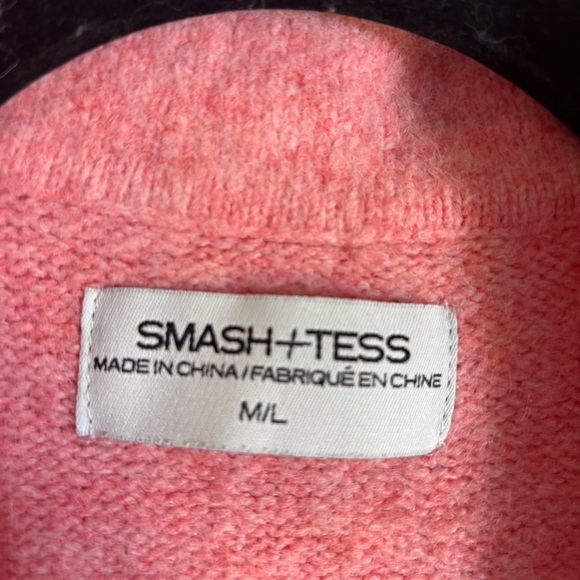 SMASH+TESS
MADE IN CHINA / FABRIQUÉ EN CHINE
M/L